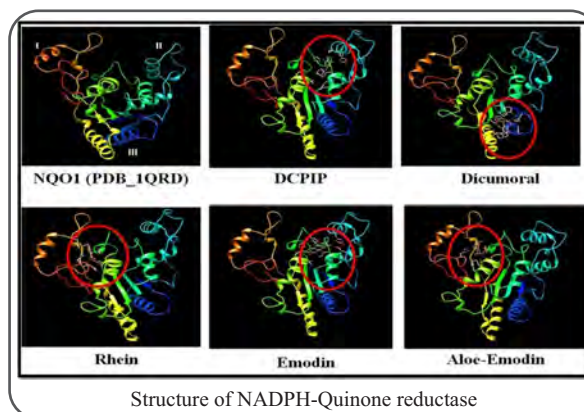 I
II
III
NQO1 (PDB_1QRD)
DCPIP
Dicumoral
Rhein
Emodin
Aloe-Emodin
Structure of NADPH-Quinone reductase